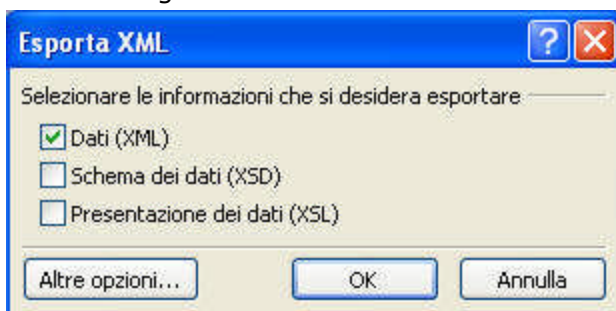 Esporta XML
?
Selezionare le informazioni che si desidera esportare
Dati (XML)
Schema dei dati (XSD)
Presentazione dei dati (XSL)
Altre opzioni... OK Annulla